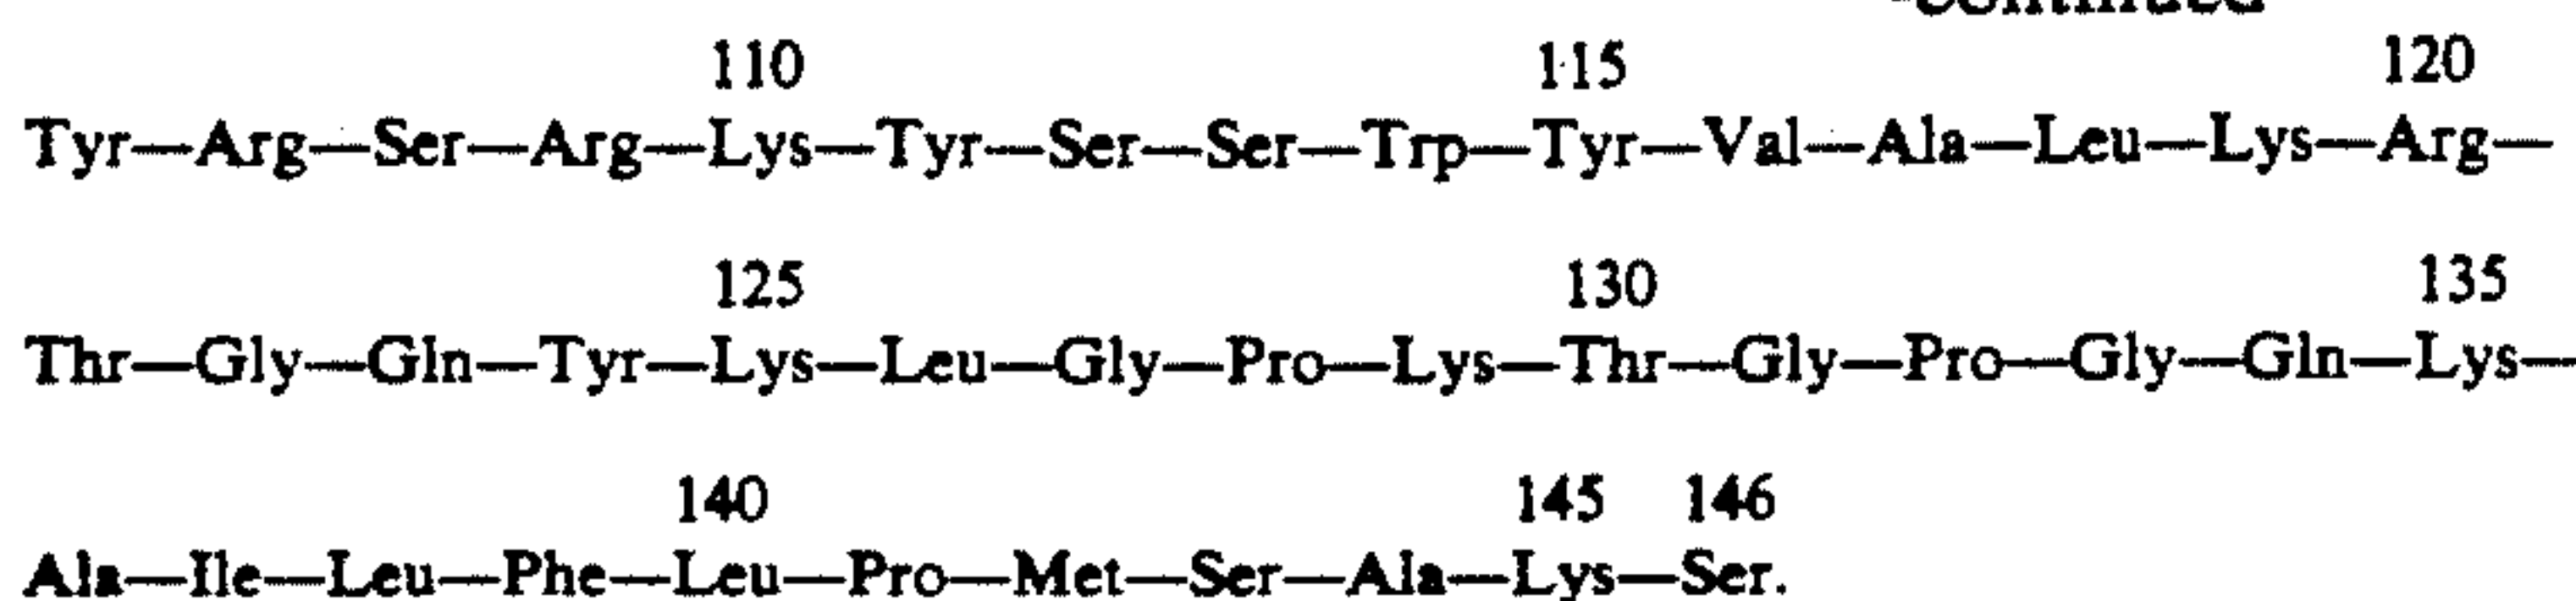 -continued
110 115 120
Tyr—Arg—Ser—Arg—Lys—Tyr—Ser—Ser—Trp—Tyr—Val—Ala—Leu—Lys—Arg—
125 130 135
Thr—Gly—Gln—Tyr—Lys—Leu—Gly—Pro—Lys—Thr—Gly—Pro—Gly—Gln—Lys—
140 145 146
Ala—Ile—Leu—Phe—Leu—Pro—Met—Ser—Ala—Lys—Ser.